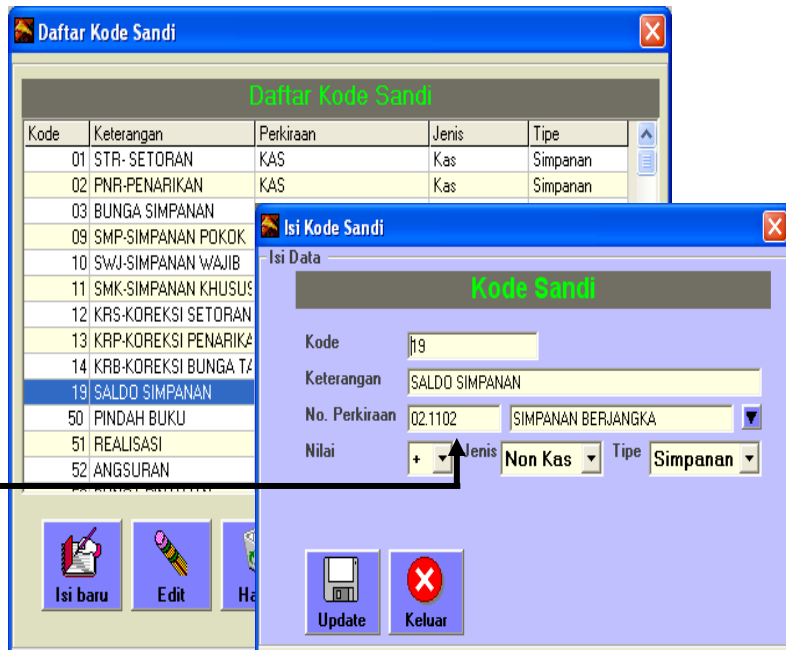 Daftar Kode Sandi
Daftar Kode Sandi
Kode Keterangan Perkiraan Jenis Tipe
01 STR- SETORAN KAS Kas Simpanan
02 PNR-PENARIKAN KAS Kas Simpanan
03 BUNGA SIMPANAN
09 SMP-SIMPANAN POKOK
10 SWJ-SIMPANAN WAJIB
11 SMK-SIMPANAN KHUSUS
12 KRS-KOREKSI SETORAN
13 KRP-KOREKSI PENARIKA
14 KRB-KOREKSI BUNGA TA
19 SALDO SIMPANAN
50 PINDAH BUKU
51 REALISASI
52 ANGSURAN
Isi baru Edit Ha
Isi Kode Sandi
Isi Data
Kode Sandi
Kode 19
Keterangan SALDO SIMPANAN
No. Perkiraan 02.1102 SIMPANAN BERJANGKA
Nilai + Jenis Non Kas Tipe Simpanan
Update Keluar